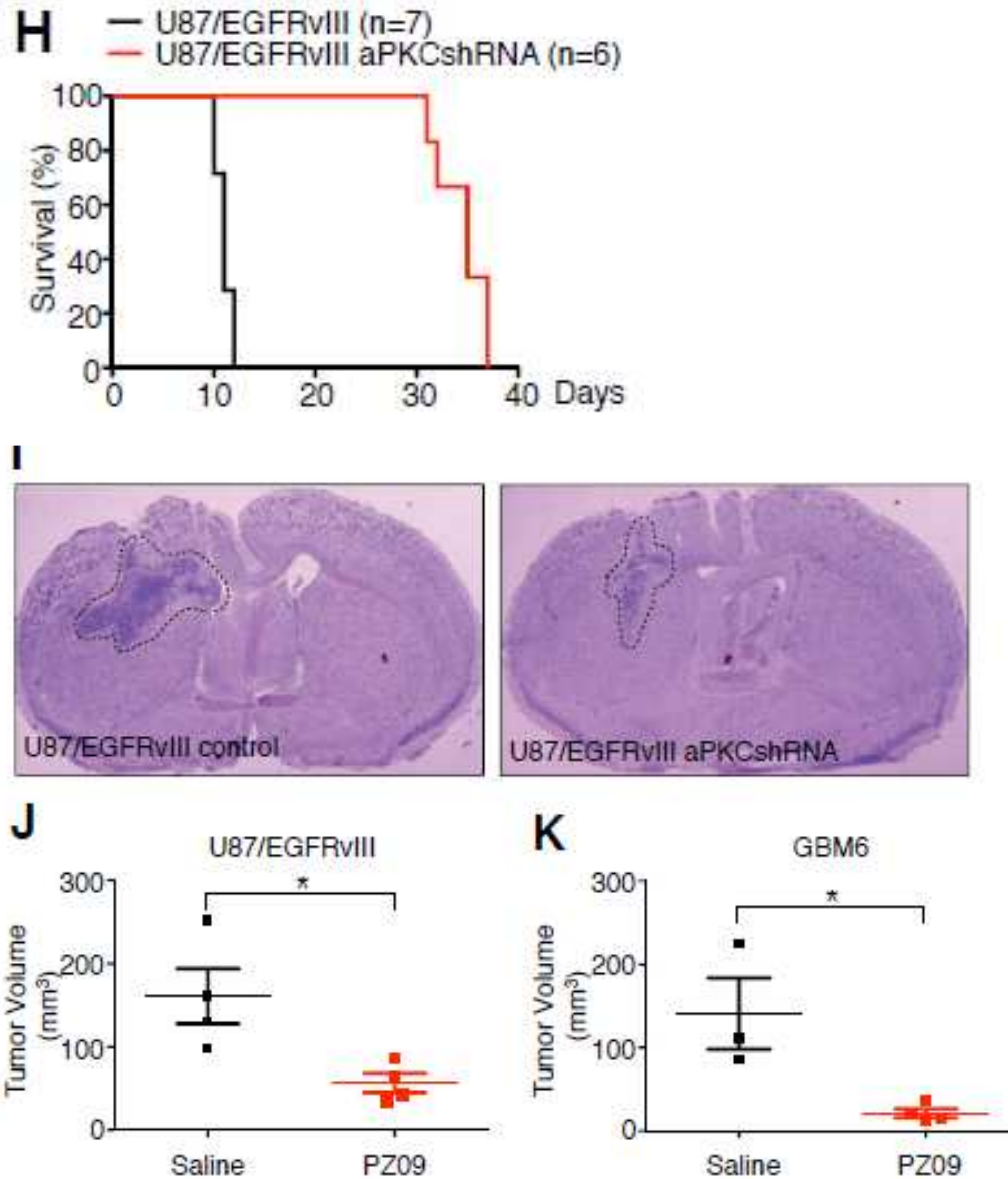 H
U87/EGFRvIII (n=7)
U87/EGFRvIII aPKCshRNA (n=6)
Survival (%)
100
80
60
40
20
0
0 10 20 30 40 Days
I
U87/EGFRvIII control
U87/EGFRvIII aPKCshRNA
J
U87/EGFRvIII
*
Tumor Volume
(mm³)
300
200
100
0
Saline PZ09
K
GBM6
*
Tumor Volume
(mm³)
300
200
100
0
Saline PZ09